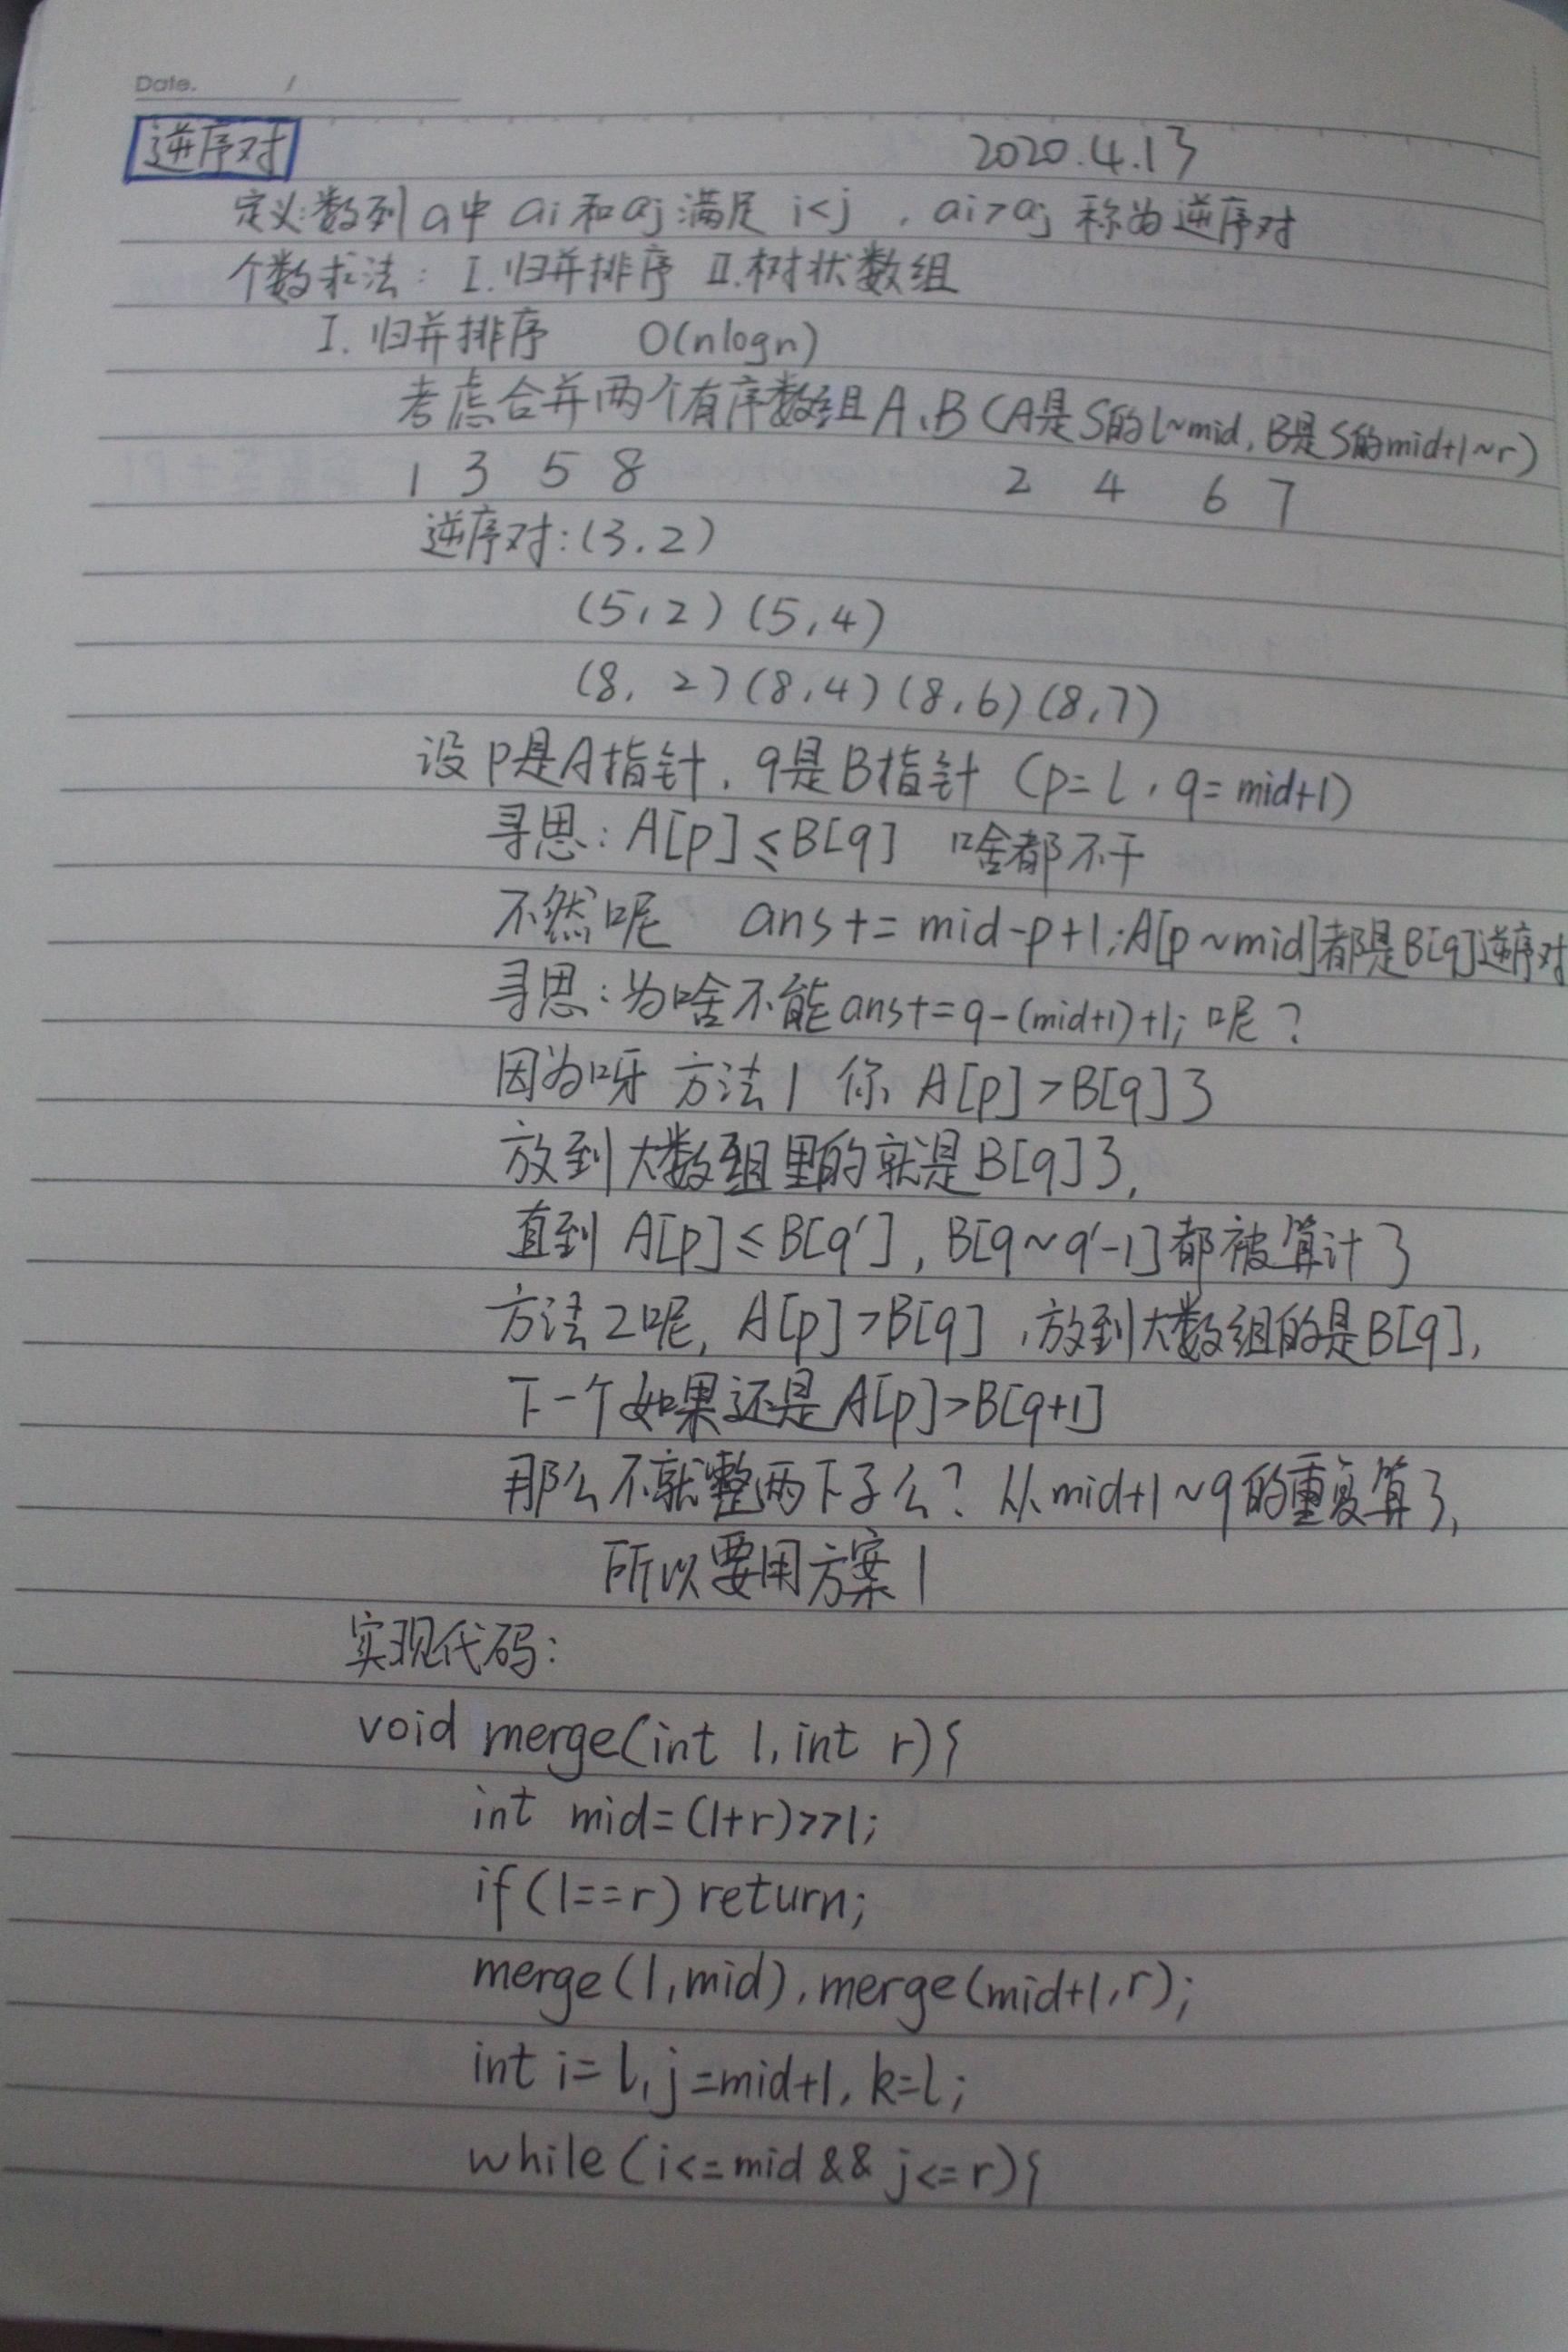 Date. /
逆序对 2020.4.13
定义:数列a中 ai和aj满足 i<j ,ai>aj 称为逆序对
个数求法: I.归并排序 II.树状数组
I. 归并排序 O(nlogn)
考虑合并两个有序数组A、B(A是S的l~mid,B是S的mid+1~r)
1 3 5 8 2 4 6 7
逆序对:(3,2)
(5,2)(5,4)
(8,2)(8,4)(8,6)(8,7)
设p是A指针,q是B指针 (p=l,q=mid+1)
寻思:A[p]≤B[q] 啥都不干
不然呢 ans+=mid-p+1;A[p~mid]都是B[q]逆序对
寻思:为啥不能ans+=q-(mid+1)+1;呢?
因为呀 方法1 你 A[p]>B[q]了
放到大数组里的就是B[q]了,
直到 A[p]≤B[q'],B[q~q'-1]都被算计了
方法2呢,A[p]>B[q],放到大数组的是B[q],
下一个如果还是A[p]>B[q+1]
那么不就整两下子么?从mid+1~q的重复算了,
所以要用方案1
实现代码:
void merge(int l,int r){
int mid=(l+r)>>1;
if(l==r)return;
merge(l,mid),merge(mid+1,r);
int i=l,j=mid+1,k=l;
while(i<=mid&&j<=r){